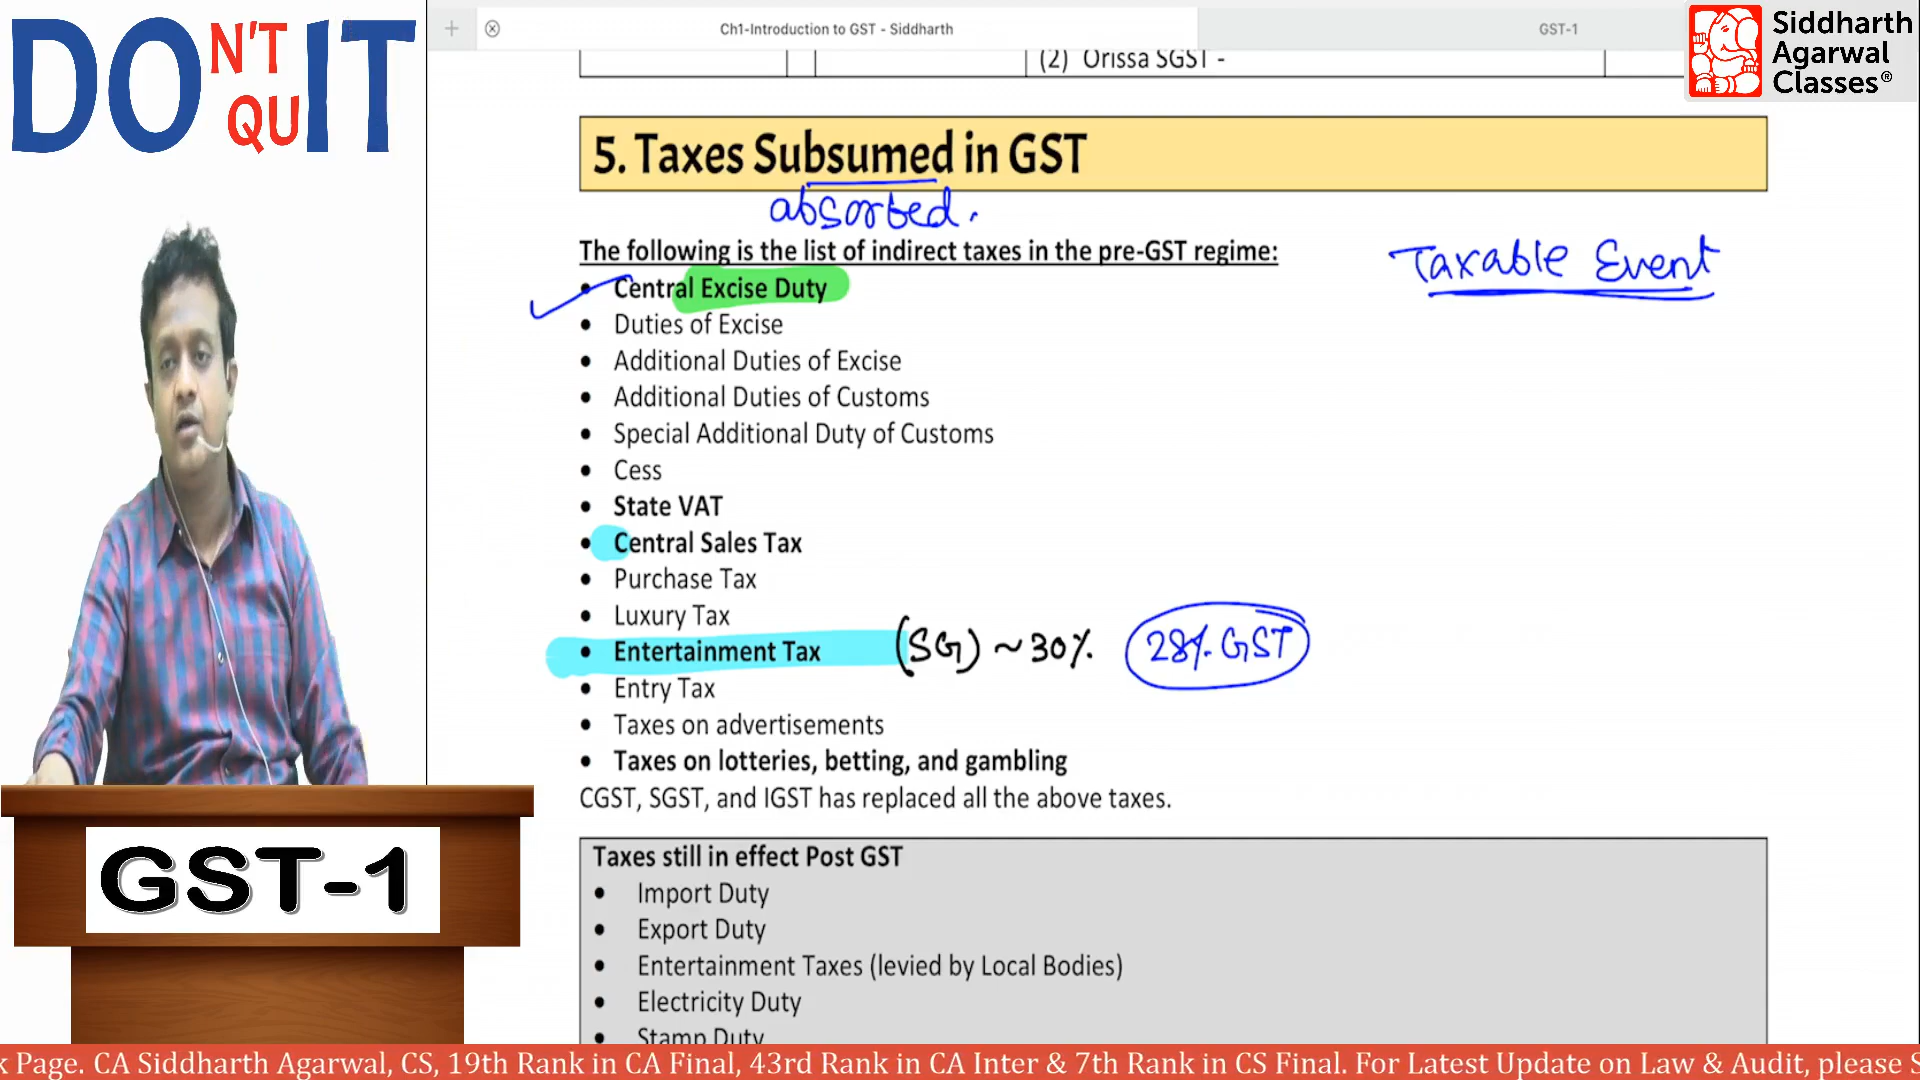 DON'T QUIT
Ch1-Introduction to GST - Siddharth
GST-1
Siddharth
Agarwal
Classes®
(2) Orissa SGST -
5. Taxes Subsumed in GST
absorbed.
The following is the list of indirect taxes in the pre-GST regime:
Taxable Event
• Central Excise Duty
• Duties of Excise
• Additional Duties of Excise
• Additional Duties of Customs
• Special Additional Duty of Customs
• Cess
• State VAT
• Central Sales Tax
• Purchase Tax
• Luxury Tax
• Entertainment Tax (SG) ~30% 28% GST
• Entry Tax
• Taxes on advertisements
• Taxes on lotteries, betting, and gambling
CGST, SGST, and IGST has replaced all the above taxes.
Taxes still in effect Post GST
• Import Duty
• Export Duty
• Entertainment Taxes (levied by Local Bodies)
• Electricity Duty
• Stamp Duty
GST-1
k Page. CA Siddharth Agarwal, CS, 19th Rank in CA Final, 43rd Rank in CA Inter & 7th Rank in CS Final. For Latest Update on Law & Audit, please S